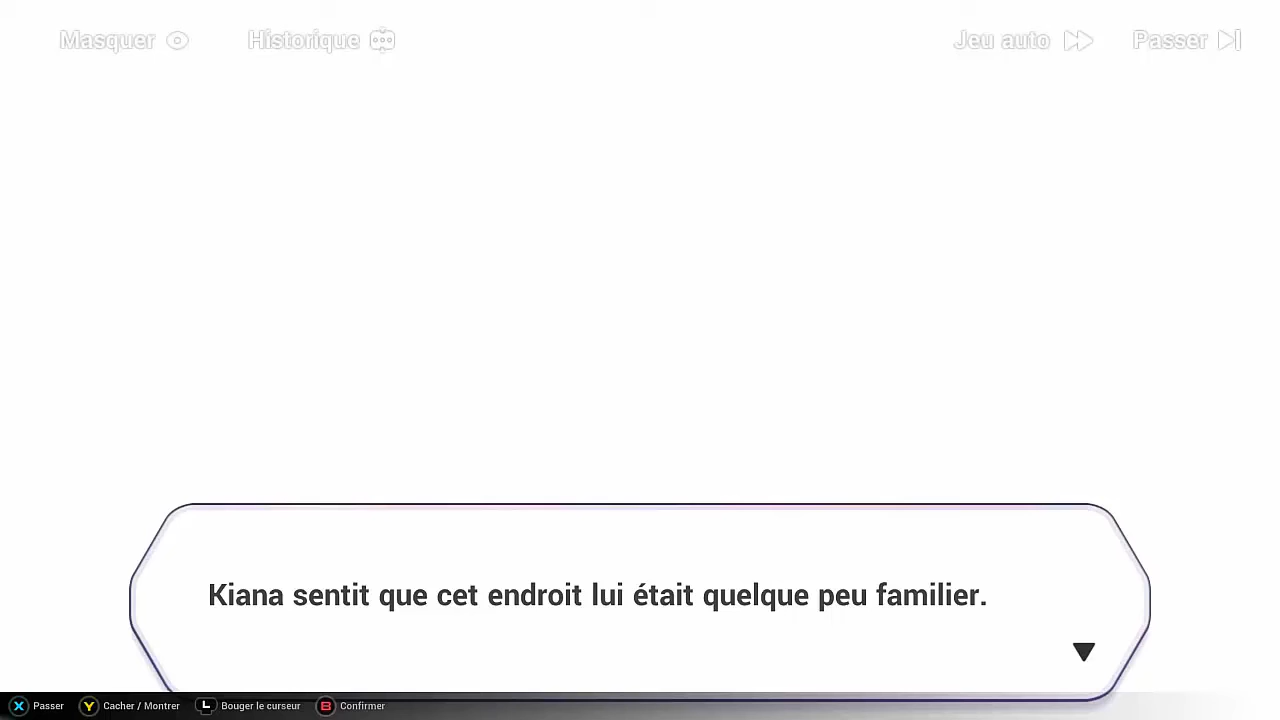 Masquer Historique Jeu auto Passer
Kiana sentit que cet endroit lui était quelque peu familier.
X Passer Y Cacher / Montrer L Bouger le curseur B Confirmer